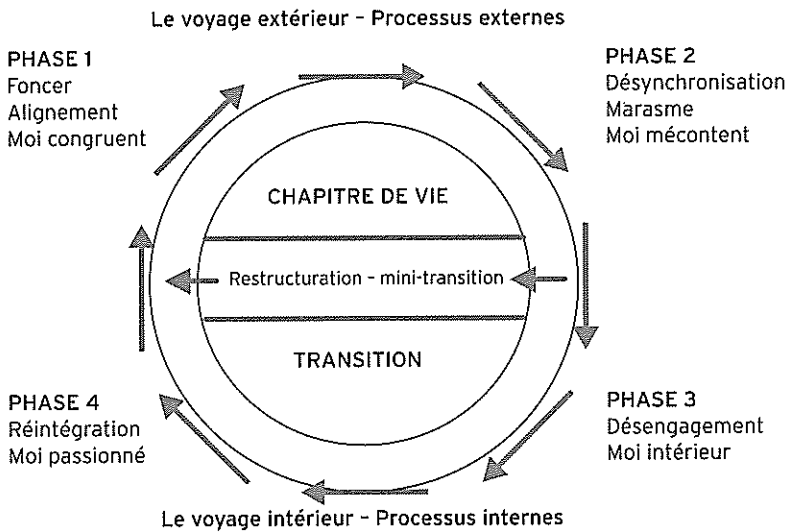 Le voyage extérieur – Processus externes
PHASE 1
Foncer
Alignement
Moi congruent
PHASE 2
Désynchronisation
Marasme
Moi mécontent
CHAPITRE DE VIE
Restructuration – mini-transition
TRANSITION
PHASE 4
Réintégration
Moi passionné
PHASE 3
Désengagement
Moi intérieur
Le voyage intérieur – Processus internes